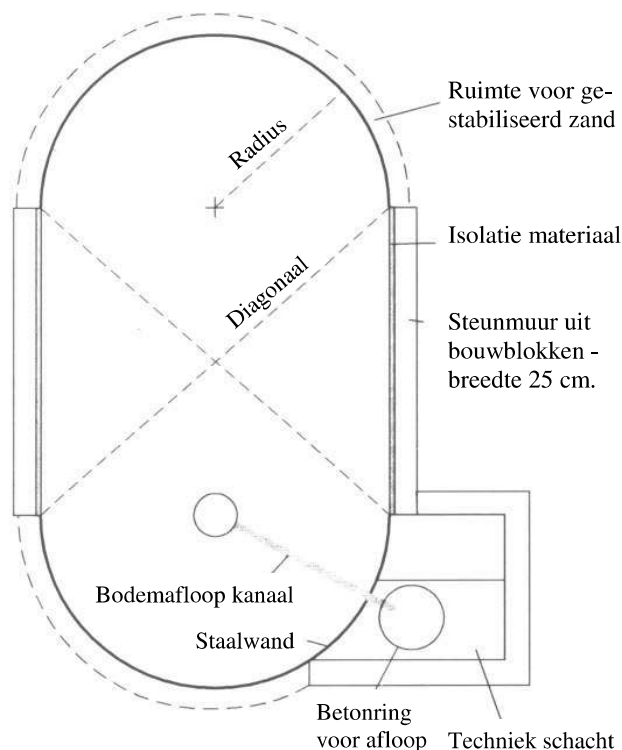 Ruimte voor ge-
stabiliseerd zand
Radius
Isolatie materiaal
Diagonaal
Steunmuur uit
bouwblokken -
breedte 25 cm.
Bodemafloop kanaal
Staalwand
Betonring
voor afloop
Techniek schacht